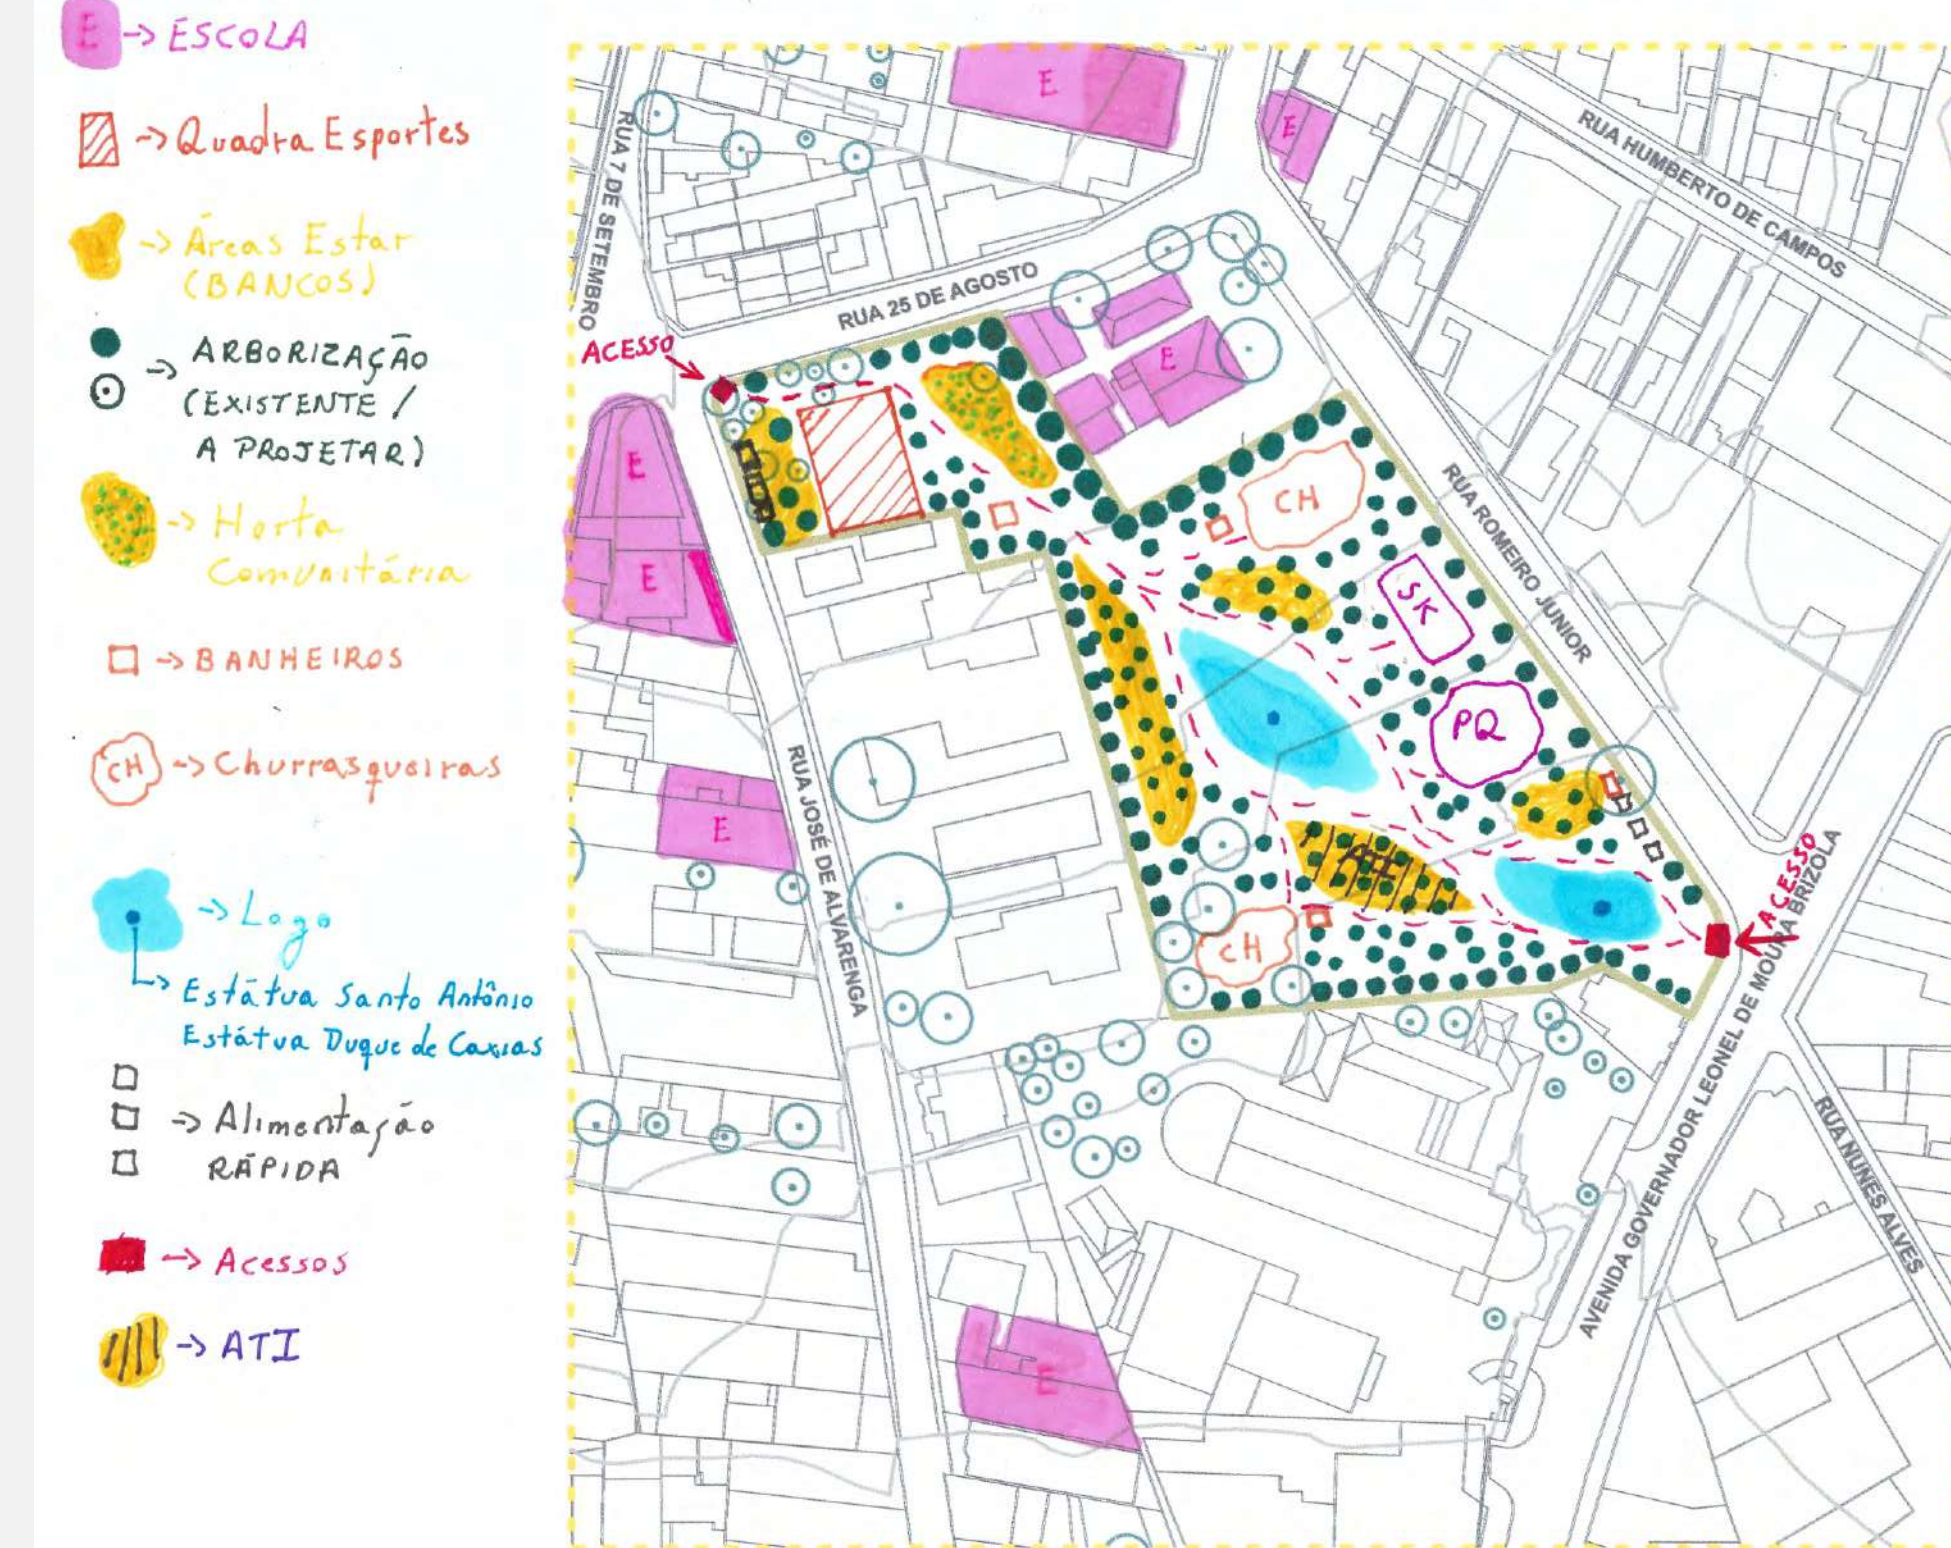 E -> ESCOLA
-> Quadra Esportes
-> Áreas Estar
(BANCOS)
-> ARBORIZAÇÃO
(EXISTENTE /
A PROJETAR)
-> Horta
Comunitária
-> BANHEIROS
CH -> Churrasqueiras
-> Lago
-> Estátua Santo Antônio
Estátua Duque de Caxias
-> Alimentação
RÁPIDA
-> Acessos
-> ATI
E
E
RUA HUMBERTO DE CAMPOS
RUA 7 DE SETEMBRO
RUA 25 DE AGOSTO
ACESSO
E
E
CH
RUA ROMEIRO JUNIOR
E
SK
PQ
RUA JOSÉ DE ALVARENGA
E
ATI
ACESSO
CH
AVENIDA GOVERNADOR LEONEL DE MOURA BRIZOLA
RUA NUNES ALVES
E